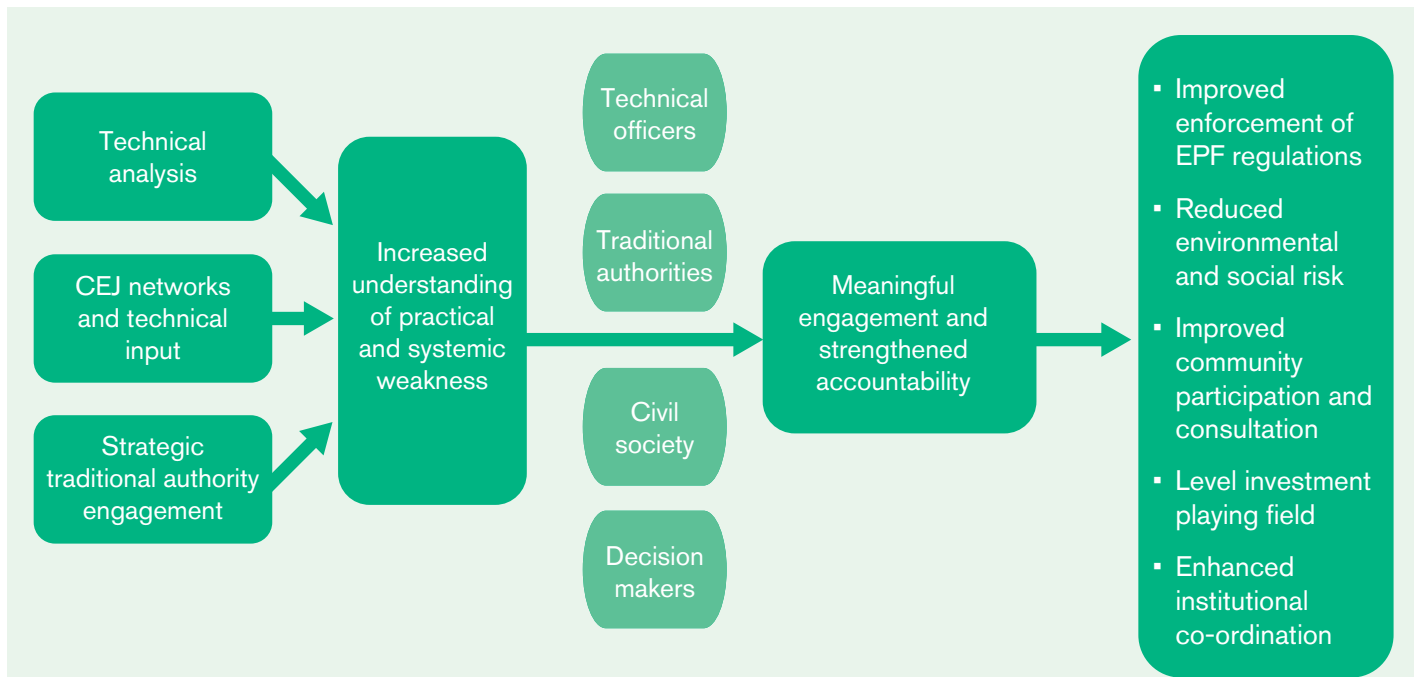 Technical
analysis
CEJ networks
and technical
input
Strategic
traditional authority
engagement
Increased
understanding
of practical
and systemic
weakness
Technical
officers
Traditional
authorities
Civil
society
Decision
makers
Meaningful
engagement and
strengthened
accountability
▪ Improved
enforcement of
EPF regulations
▪ Reduced
environmental
and social risk
▪ Improved
community
participation and
consultation
▪ Level investment
playing field
▪ Enhanced
institutional
co-ordination